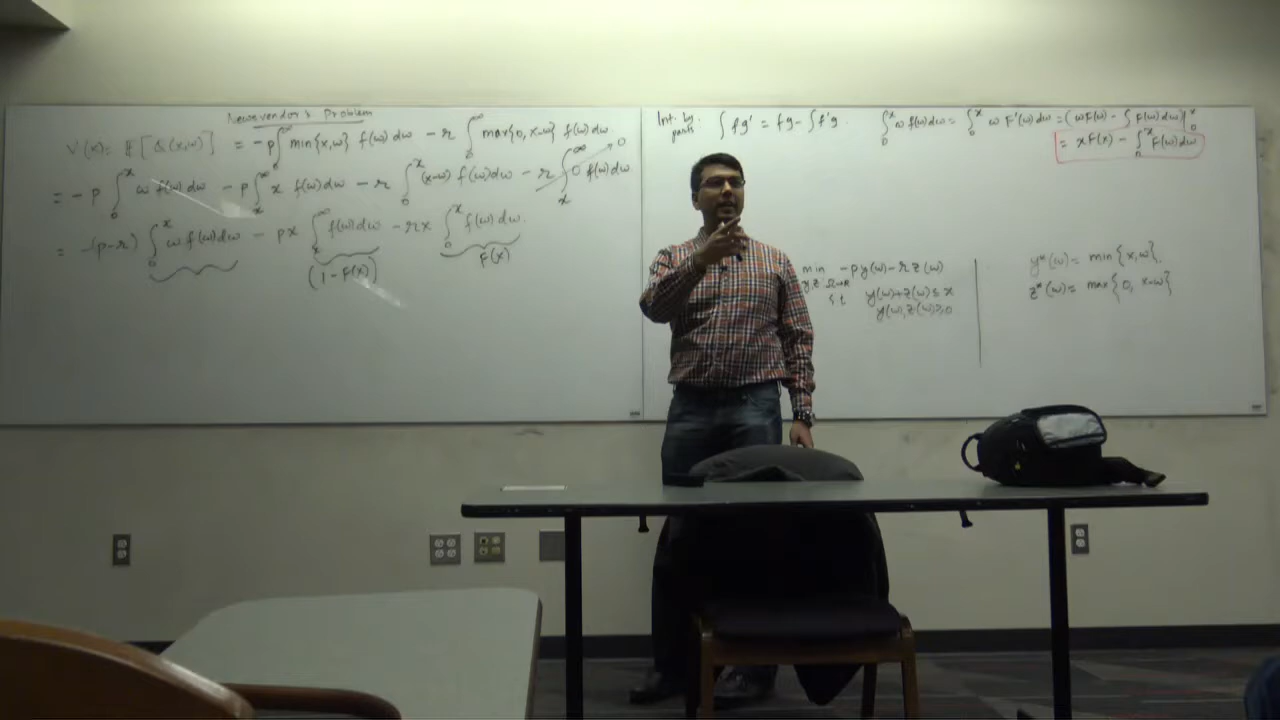 Newsvendor's Problem
V(x) = E[Q(x,ω)] = -p ∫₀^∞ min{x,ω} f(ω)dω - r ∫₀^∞ max{0, x-ω} f(ω)dω
= -p ∫₀^x ω f(ω)dω - p ∫ₓ^∞ x f(ω)dω - r ∫₀^x (x-ω) f(ω)dω - r ∫ₓ^∞ 0 f(ω)dω → 0
= -(p-r) ∫₀^x ω f(ω)dω - px ∫ₓ^∞ f(ω)dω - rx ∫₀^x f(ω)dω.
(1-F(x)) F(x)
Int. by parts: ∫fg' = fg - ∫f'g.
∫₀^x ω f(ω)dω = ∫₀^x ω F'(ω)dω = (ωF(ω) - ∫F(ω)dω)|₀^x
= xF(x) - ∫₀^x F(ω)dω
min -py(ω) - rz(ω)
y,z: Ω→R
s.t y(ω)+z(ω) ≤ x
y(ω), z(ω) ≥ 0
y*(ω) = min{x,ω}.
z*(ω) = max{0, x-ω}